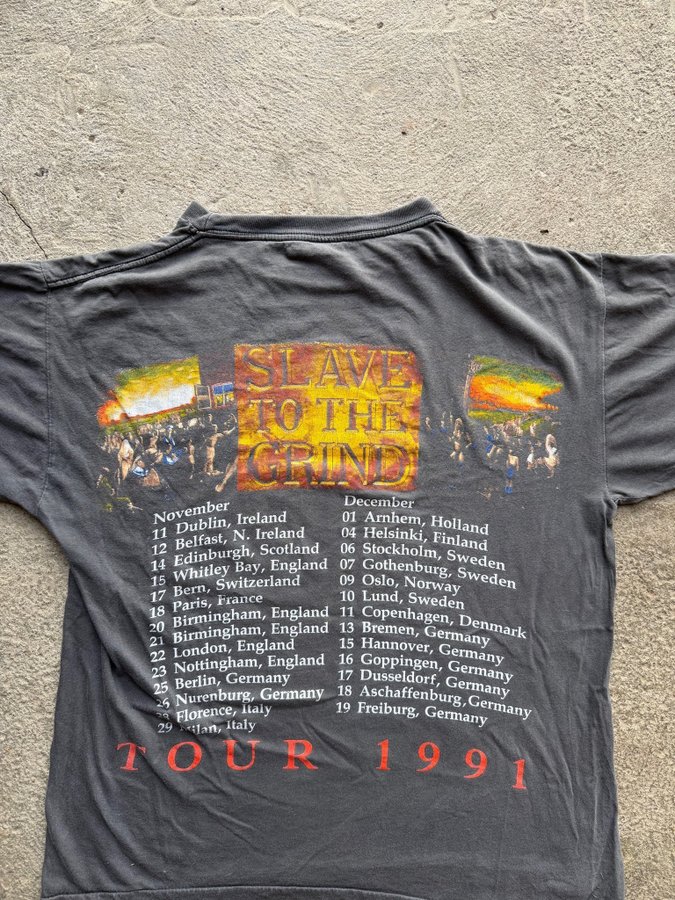 SLAVE
TO THE
GRIND
November
11 Dublin, Ireland
12 Belfast, N. Ireland
14 Edinburgh, Scotland
15 Whitley Bay, England
17 Bern, Switzerland
18 Paris, France
20 Birmingham, England
21 Birmingham, England
22 London, England
23 Nottingham, England
25 Berlin, Germany
26 Nurenburg, Germany
28 Florence, Italy
29 Milan, Italy
December
01 Arnhem, Holland
04 Helsinki, Finland
06 Stockholm, Sweden
07 Gothenburg, Sweden
09 Oslo, Norway
10 Lund, Sweden
11 Copenhagen, Denmark
13 Bremen, Germany
15 Hannover, Germany
16 Goppingen, Germany
17 Dusseldorf, Germany
18 Aschaffenburg, Germany
19 Freiburg, Germany
TOUR 1991